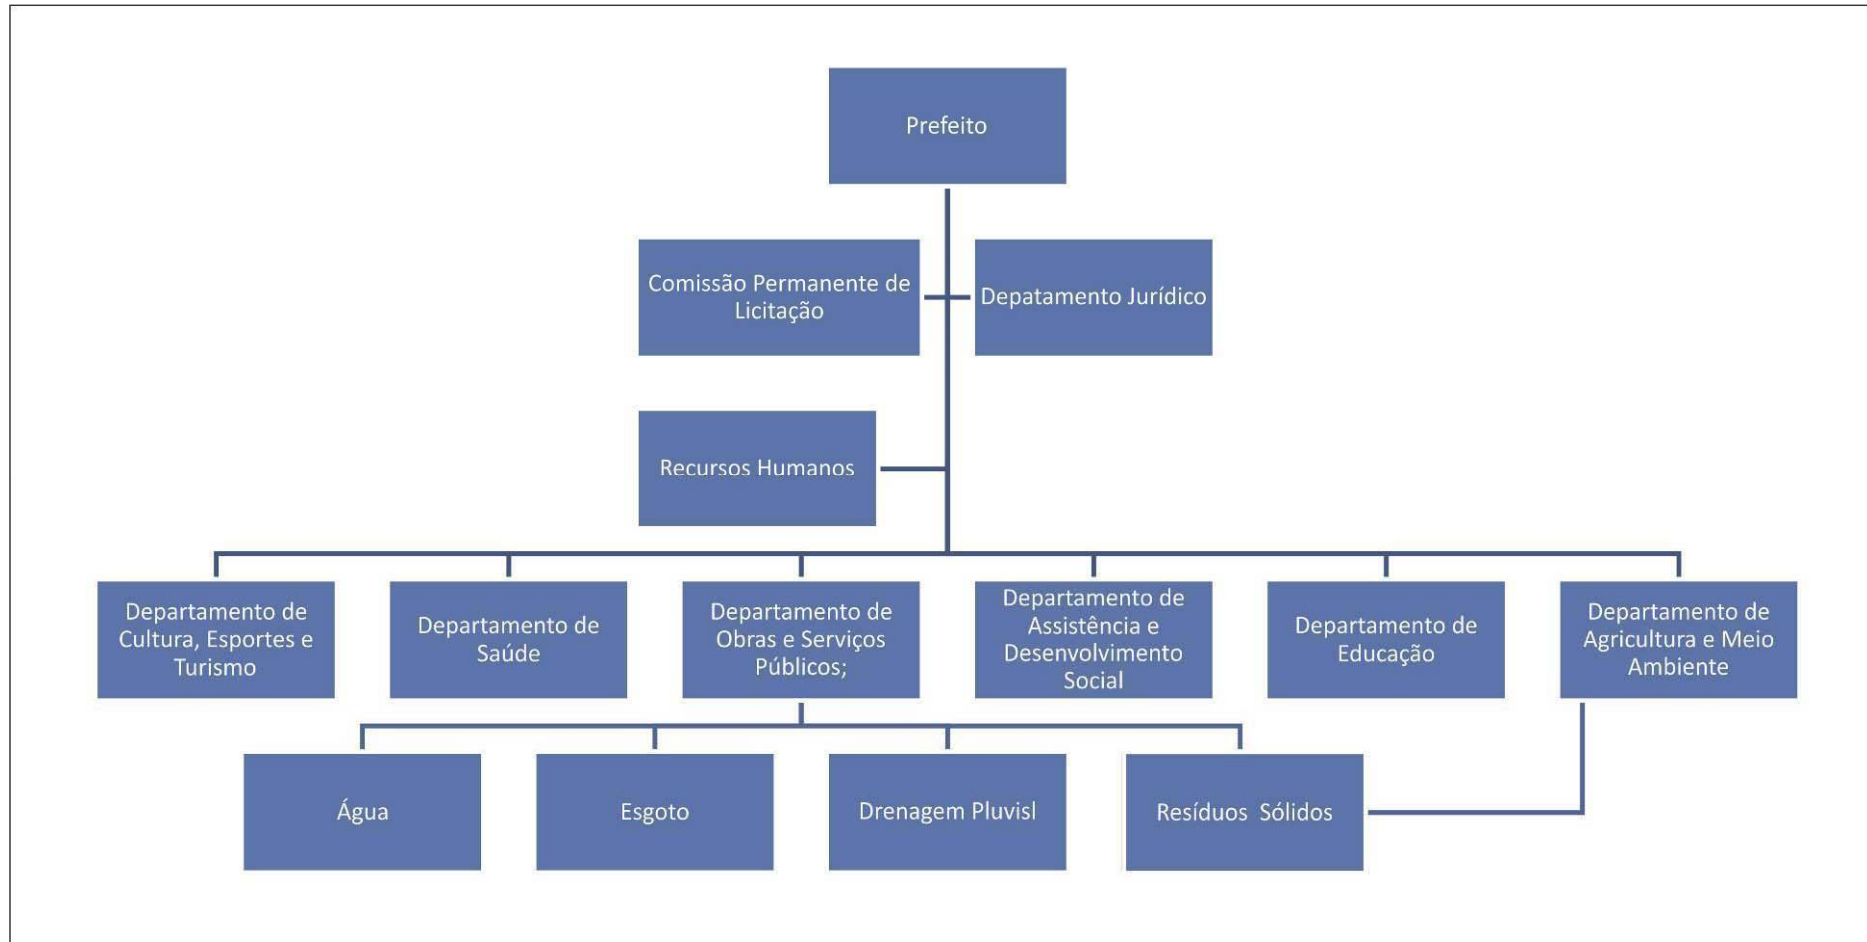 Prefeito
Comissão Permanente de
Licitação
Depatamento Jurídico
Recursos Humanos
Departamento de
Cultura, Esportes e
Turismo
Departamento de
Saúde
Departamento de
Obras e Serviços
Públicos;
Departamento de
Assistência e
Desenvolvimento
Social
Departamento de
Educação
Departamento de
Agricultura e Meio
Ambiente
Água
Esgoto
Drenagem Pluvisl
Resíduos Sólidos